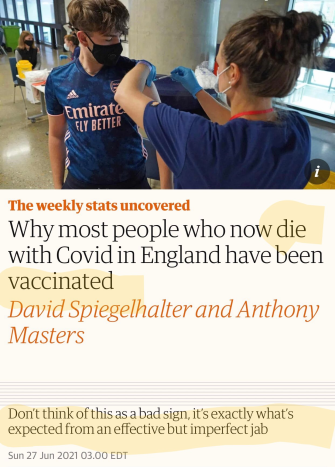 Emirates
FLY BETTER
i
The weekly stats uncovered
Why most people who now die
with Covid in England have been
vaccinated
David Spiegelhalter and Anthony
Masters
Don't think of this as a bad sign, it's exactly what's
expected from an effective but imperfect jab
Sun 27 Jun 2021 03.00 EDT